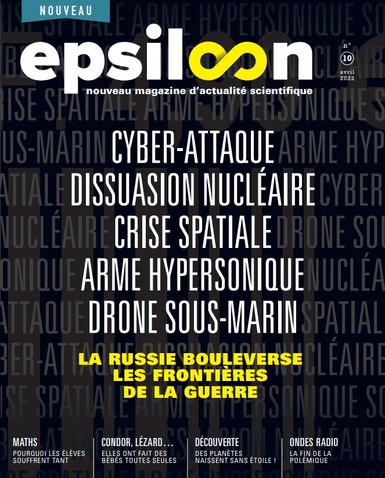 NOUVEAU
epsiloon
nouveau magazine d'actualité scientifique
n°
10
avril
2022
CYBER-ATTAQUE
DISSUASION NUCLÉAIRE
CRISE SPATIALE
ARME HYPERSONIQUE
DRONE SOUS-MARIN
LA RUSSIE BOULEVERSE
LES FRONTIÈRES
DE LA GUERRE
MATHS
POURQUOI LES ÉLÈVES
SOUFFRENT TANT
CONDOR, LÉZARD...
ELLES ONT FAIT DES
BÉBÉS TOUTES SEULES
DÉCOUVERTE
DES PLANÈTES
NAISSENT SANS ÉTOILE !
ONDES RADIO
LA FIN DE LA
POLÉMIQUE